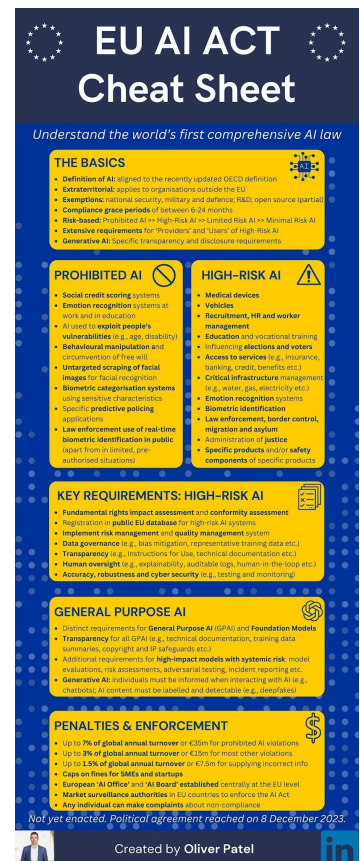 EU AI ACT
Cheat Sheet
Understand the world's first comprehensive AI law
THE BASICS
AI
• Definition of AI: aligned to the recently updated OECD definition
• Extraterritorial: applies to organisations outside the EU
• Exemptions: national security, military and defence; R&D; open source (partial)
• Compliance grace periods of between 6-24 months
• Risk-based: Prohibited AI >> High-Risk AI >> Limited Risk AI >> Minimal Risk AI
• Extensive requirements for 'Providers' and 'Users' of High-Risk AI
• Generative AI: Specific transparency and disclosure requirements
PROHIBITED AI
• Social credit scoring systems
• Emotion recognition systems at
work and in education
• AI used to exploit people's
vulnerabilities (e.g., age, disability)
• Behavioural manipulation and
circumvention of free will
• Untargeted scraping of facial
images for facial recognition
• Biometric categorisation systems
using sensitive characteristics
• Specific predictive policing
applications
• Law enforcement use of real-time
biometric identification in public
(apart from in limited, pre-
authorised situations)
HIGH-RISK AI
• Medical devices
• Vehicles
• Recruitment, HR and worker
management
• Education and vocational training
• Influencing elections and voters
• Access to services (e.g., insurance,
banking, credit, benefits etc.)
• Critical infrastructure management
(e.g., water, gas, electricity etc.)
• Emotion recognition systems
• Biometric identification
• Law enforcement, border control,
migration and asylum
• Administration of justice
• Specific products and/or safety
components of specific products
KEY REQUIREMENTS: HIGH-RISK AI
• Fundamental rights impact assessment and conformity assessment
• Registration in public EU database for high-risk AI systems
• Implement risk management and quality management system
• Data governance (e.g., bias mitigation, representative training data etc.)
• Transparency (e.g., Instructions for Use, technical documentation etc.)
• Human oversight (e.g., explainability, auditable logs, human-in-the-loop etc.)
• Accuracy, robustness and cyber security (e.g., testing and monitoring)
GENERAL PURPOSE AI
• Distinct requirements for General Purpose AI (GPAI) and Foundation Models
• Transparency for all GPAI (e.g., technical documentation, training data
summaries, copyright and IP safeguards etc.)
• Additional requirements for high-impact models with systemic risk: model
evaluations, risk assessments, adversarial testing, incident reporting etc.
• Generative AI: individuals must be informed when interacting with AI (e.g.,
chatbots); AI content must be labelled and detectable (e.g., deepfakes)
PENALTIES & ENFORCEMENT
• Up to 7% of global annual turnover or €35m for prohibited AI violations
• Up to 3% of global annual turnover or €15m for most other violations
• Up to 1.5% of global annual turnover or €7.5m for supplying incorrect info
• Caps on fines for SMEs and startups
• European 'AI Office' and 'AI Board' established centrally at the EU level
• Market surveillance authorities in EU countries to enforce the AI Act
• Any individual can make complaints about non-compliance
Not yet enacted. Political agreement reached on 8 December 2023.
Created by Oliver Patel
in